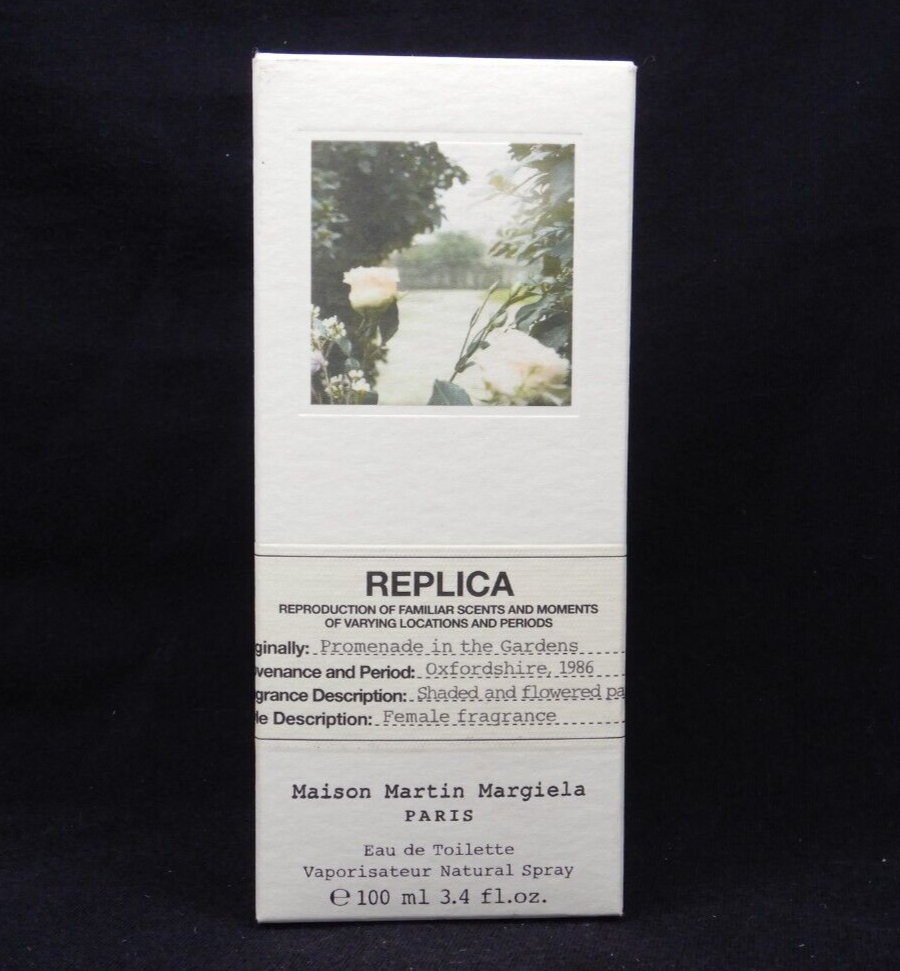 REPLICA
REPRODUCTION OF FAMILIAR SCENTS AND MOMENTS
OF VARYING LOCATIONS AND PERIODS
ginally: Promenade in the Gardens
venance and Period: Oxfordshire, 1986
grance Description: Shaded and flowered pa
le Description: Female fragrance
Maison Martin Margiela
PARIS
Eau de Toilette
Vaporisateur Natural Spray
℮ 100 ml 3.4 fl.oz.